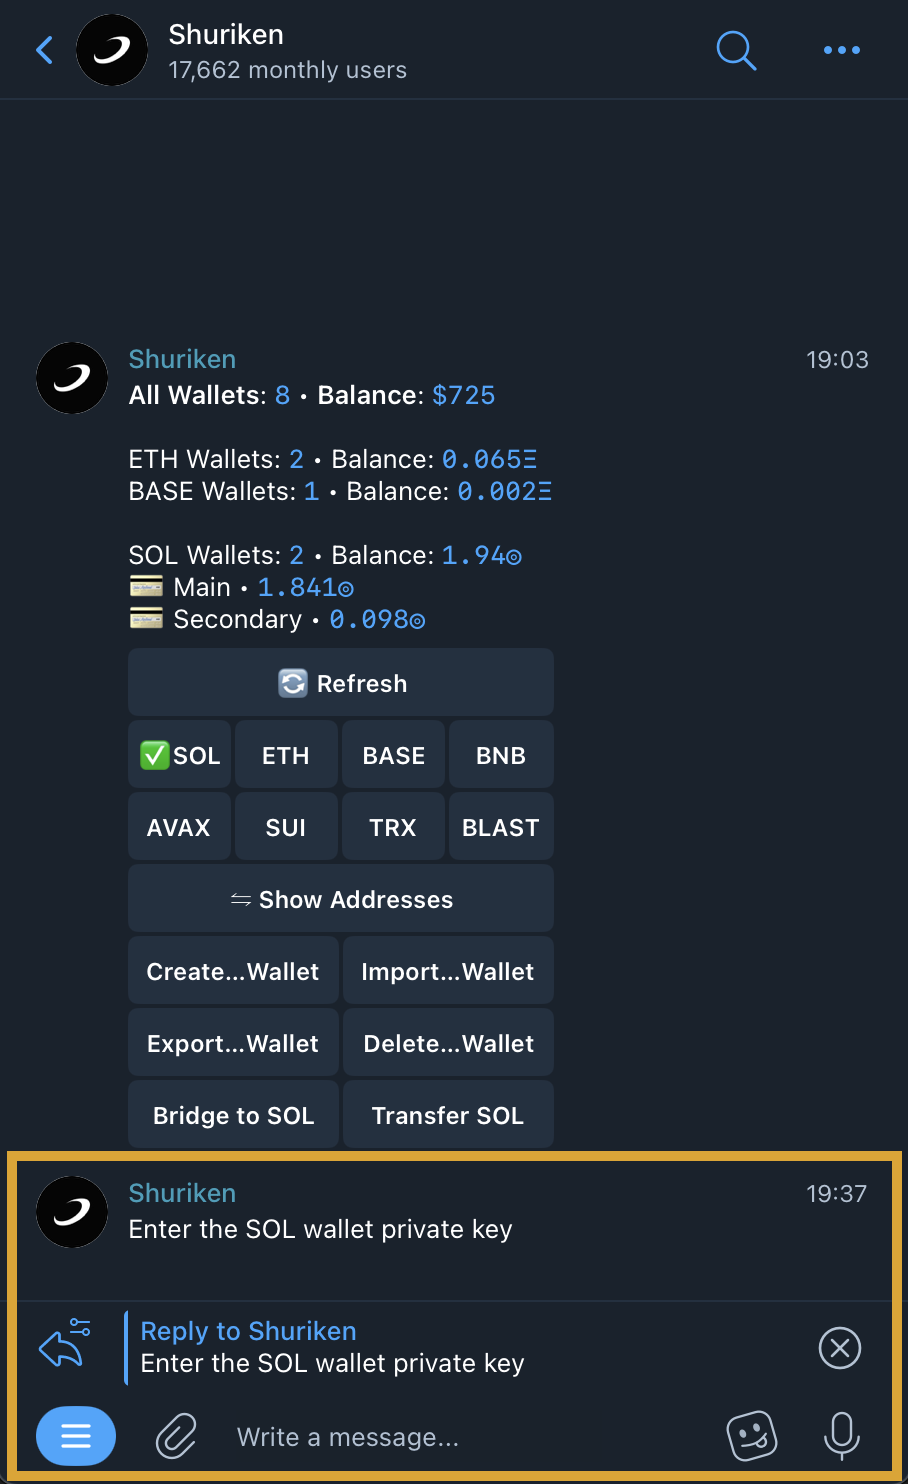 Shuriken
17,662 monthly users
Shuriken 19:03
All Wallets: 8 • Balance: $725
ETH Wallets: 2 • Balance: 0.065Ξ
BASE Wallets: 1 • Balance: 0.002Ξ
SOL Wallets: 2 • Balance: 1.94◎
💳 Main • 1.841◎
💳 Secondary • 0.098◎
🔄 Refresh
✅SOL ETH BASE BNB
AVAX SUI TRX BLAST
⇋ Show Addresses
Create...Wallet Import...Wallet
Export...Wallet Delete...Wallet
Bridge to SOL Transfer SOL
Shuriken 19:37
Enter the SOL wallet private key
Reply to Shuriken
Enter the SOL wallet private key
Write a message...